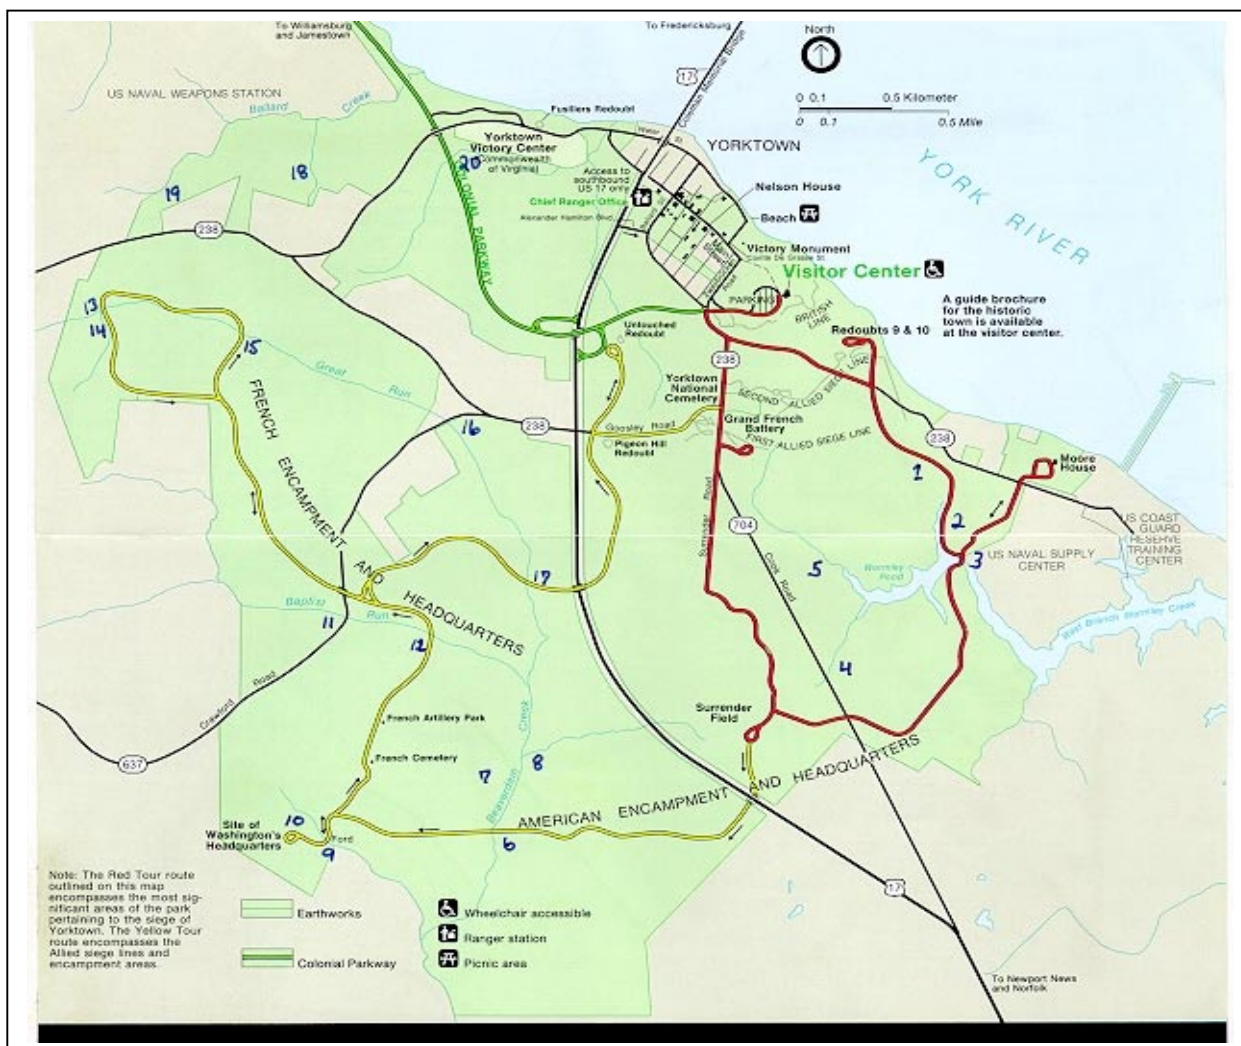 To Williamsburg
and Jamestown
To Fredericksburg
North
17
Coleman Memorial Bridge
US NAVAL WEAPONS STATION
Ballard Creek
0 0.1 0.5 Kilometer
0 0.1 0.5 Mile
Fusiliers Redoubt
Water St
YORKTOWN
Yorktown
Victory Center
(Commonwealth
of Virginia)
20
18
19
Access to
southbound
US 17 only
Chief Ranger Office
Alexander Hamilton Blvd.
Nelson House
Beach
YORK RIVER
COLONIAL PARKWAY
238
Main Street
Victory Monument
Comte De Grasse St.
Visitor Center
PARKING
BRITISH
LINE
A guide brochure
for the historic
town is available
at the visitor center.
13
14
15
Untouched
Redoubt
Redoubts 9 & 10
238
Great Run
Yorktown
National
Cemetery
SECOND ALLIED SIEGE LINE
Grand French
Battery
FIRST ALLIED SIEGE LINE
16
238
Goosley Road
Pigeon Hill
Redoubt
238
Moore
House
1
2
3
FRENCH ENCAMPMENT AND HEADQUARTERS
Surrender Road
704
Cook Road
5
Wormley
Pond
US NAVAL SUPPLY
CENTER
US COAST
GUARD
RESERVE
TRAINING
CENTER
West Branch Wormley Creek
17
Baptist Run
11
12
4
Crawford Road
637
French Artillery Park
French Cemetery
Surrender
Field
7
8
Beaverdam Creek
AMERICAN ENCAMPMENT AND HEADQUARTERS
10
Site of
Washington's
Headquarters
Ford
9
6
17
Note: The Red Tour route
outlined on this map
encompasses the most sig-
nificant areas of the park
pertaining to the siege of
Yorktown. The Yellow Tour
route encompasses the
Allied siege lines and
encampment areas.
Earthworks
Colonial Parkway
Wheelchair accessible
Ranger station
Picnic area
To Newport News
and Norfolk